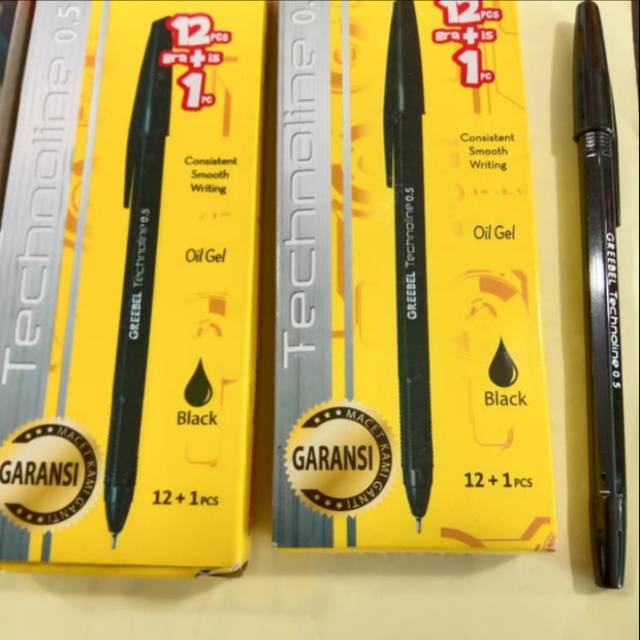 Technoline 0.5
12 PCS
gratis
1 PC
Consistent
Smooth
Writing
GREEBEL Technoline 0.5
Oil Gel
Black
GARANSI
MACET KAMI GANTI
12 + 1 PCS
Technoline
12 PCS
gratis
1 PC
Consistent
Smooth
Writing
GREEBEL Technoline 0.5
Oil Gel
Black
GARANSI
MACET KAMI GANTI
12 + 1 PCS
GREEBEL Technoline 0.5